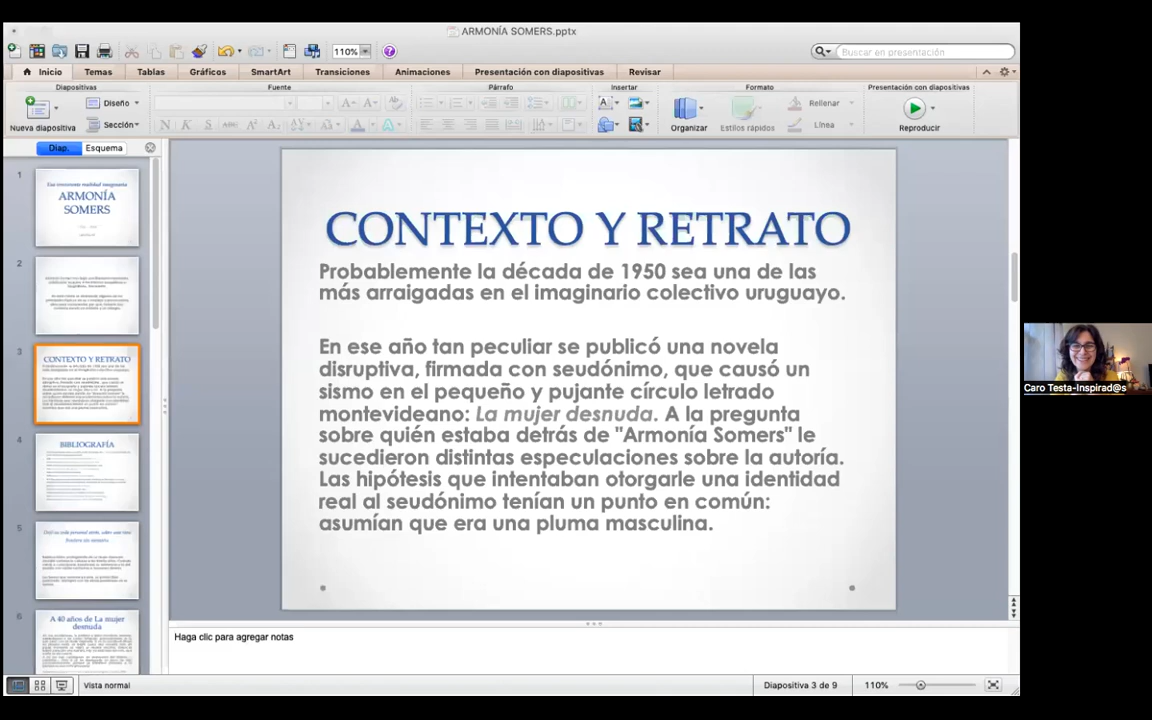 ARMONÍA SOMERS.pptx
110%
Buscar en presentación
Inicio
Temas
Tablas
Gráficos
SmartArt
Transiciones
Animaciones
Presentación con diapositivas
Revisar
Diapositivas
Fuente
Párrafo
Insertar
Formato
Presentación con diapositivas
Nueva diapositiva
Diseño
Sección
Organizar
Estilos rápidos
Rellenar
Línea
Reproducir
Diap.
Esquema
1
ARMONÍA
SOMERS
2
3
CONTEXTO Y RETRATO
4
BIBLIOGRAFÍA
5
6
A 40 años de La mujer
desnuda
CONTEXTO Y RETRATO
Probablemente la década de 1950 sea una de las
más arraigadas en el imaginario colectivo uruguayo.
En ese año tan peculiar se publicó una novela
disruptiva, firmada con seudónimo, que causó un
sismo en el pequeño y pujante círculo letrado
montevideano: La mujer desnuda. A la pregunta
sobre quién estaba detrás de "Armonía Somers" le
sucedieron distintas especulaciones sobre la autoría.
Las hipótesis que intentaban otorgarle una identidad
real al seudónimo tenían un punto en común:
asumían que era una pluma masculina.
Caro Testa-Inspirad@s
Haga clic para agregar notas
Vista normal
Diapositiva 3 de 9
110%